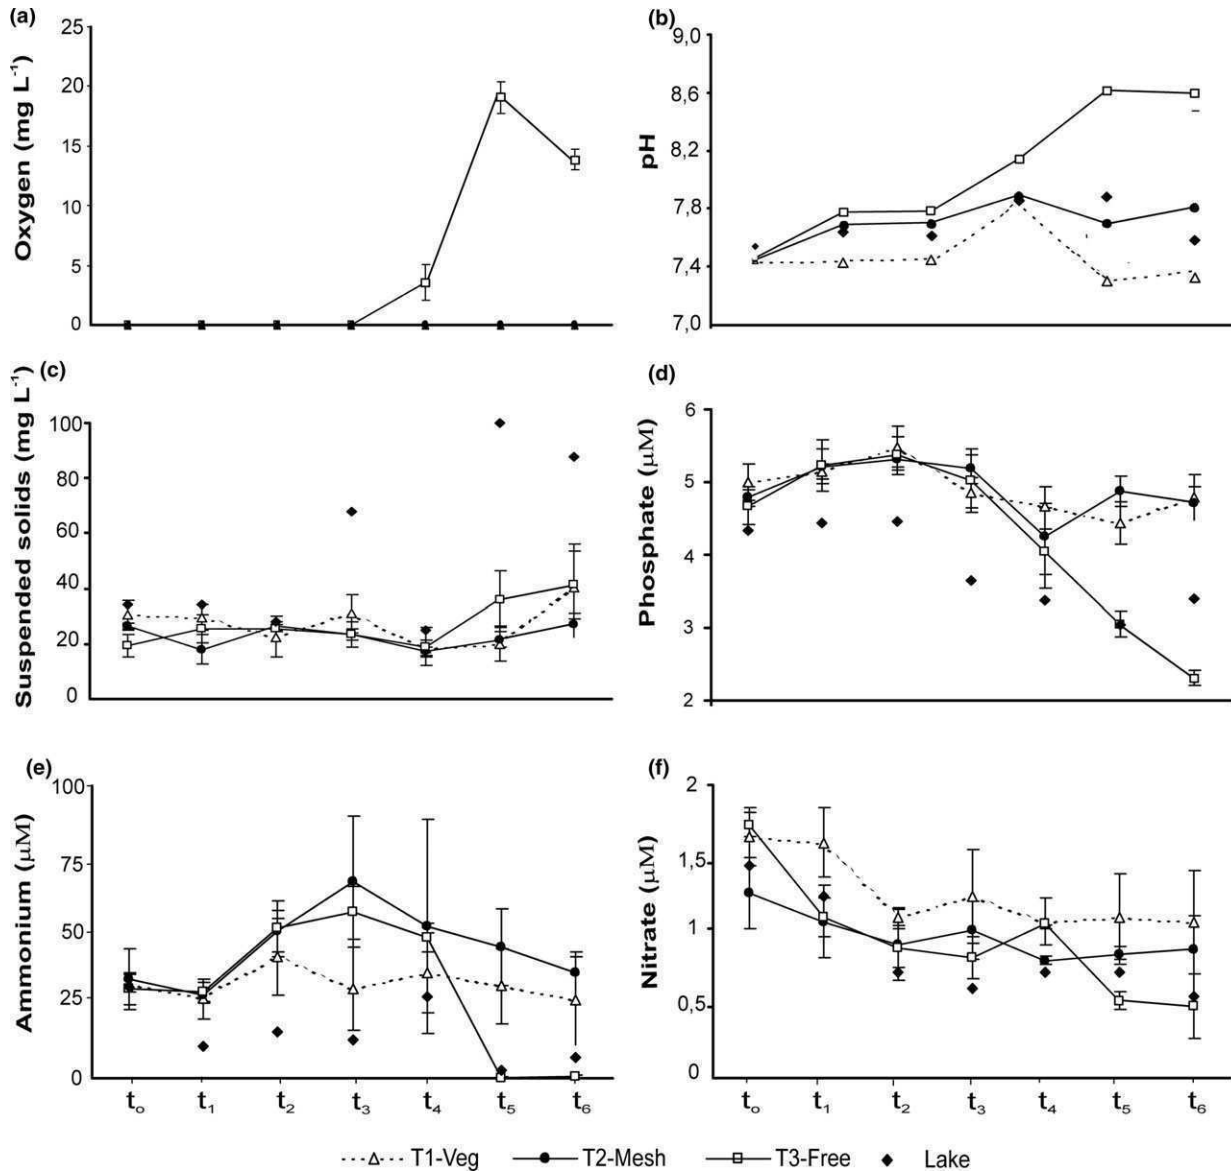 (a)
Oxygen (mg L⁻¹)
25
20
15
10
5
0
(b)
pH
9,0
8,6
8,2
7,8
7,4
7,0
(c)
Suspended solids (mg L⁻¹)
100
80
60
40
20
0
(d)
Phosphate (µM)
6
5
4
3
2
(e)
Ammonium (µM)
100
75
50
25
0
t₀ t₁ t₂ t₃ t₄ t₅ t₆
(f)
Nitrate (µM)
2
1,5
1
0,5
0
t₀ t₁ t₂ t₃ t₄ t₅ t₆
T1-Veg T2-Mesh T3-Free Lake